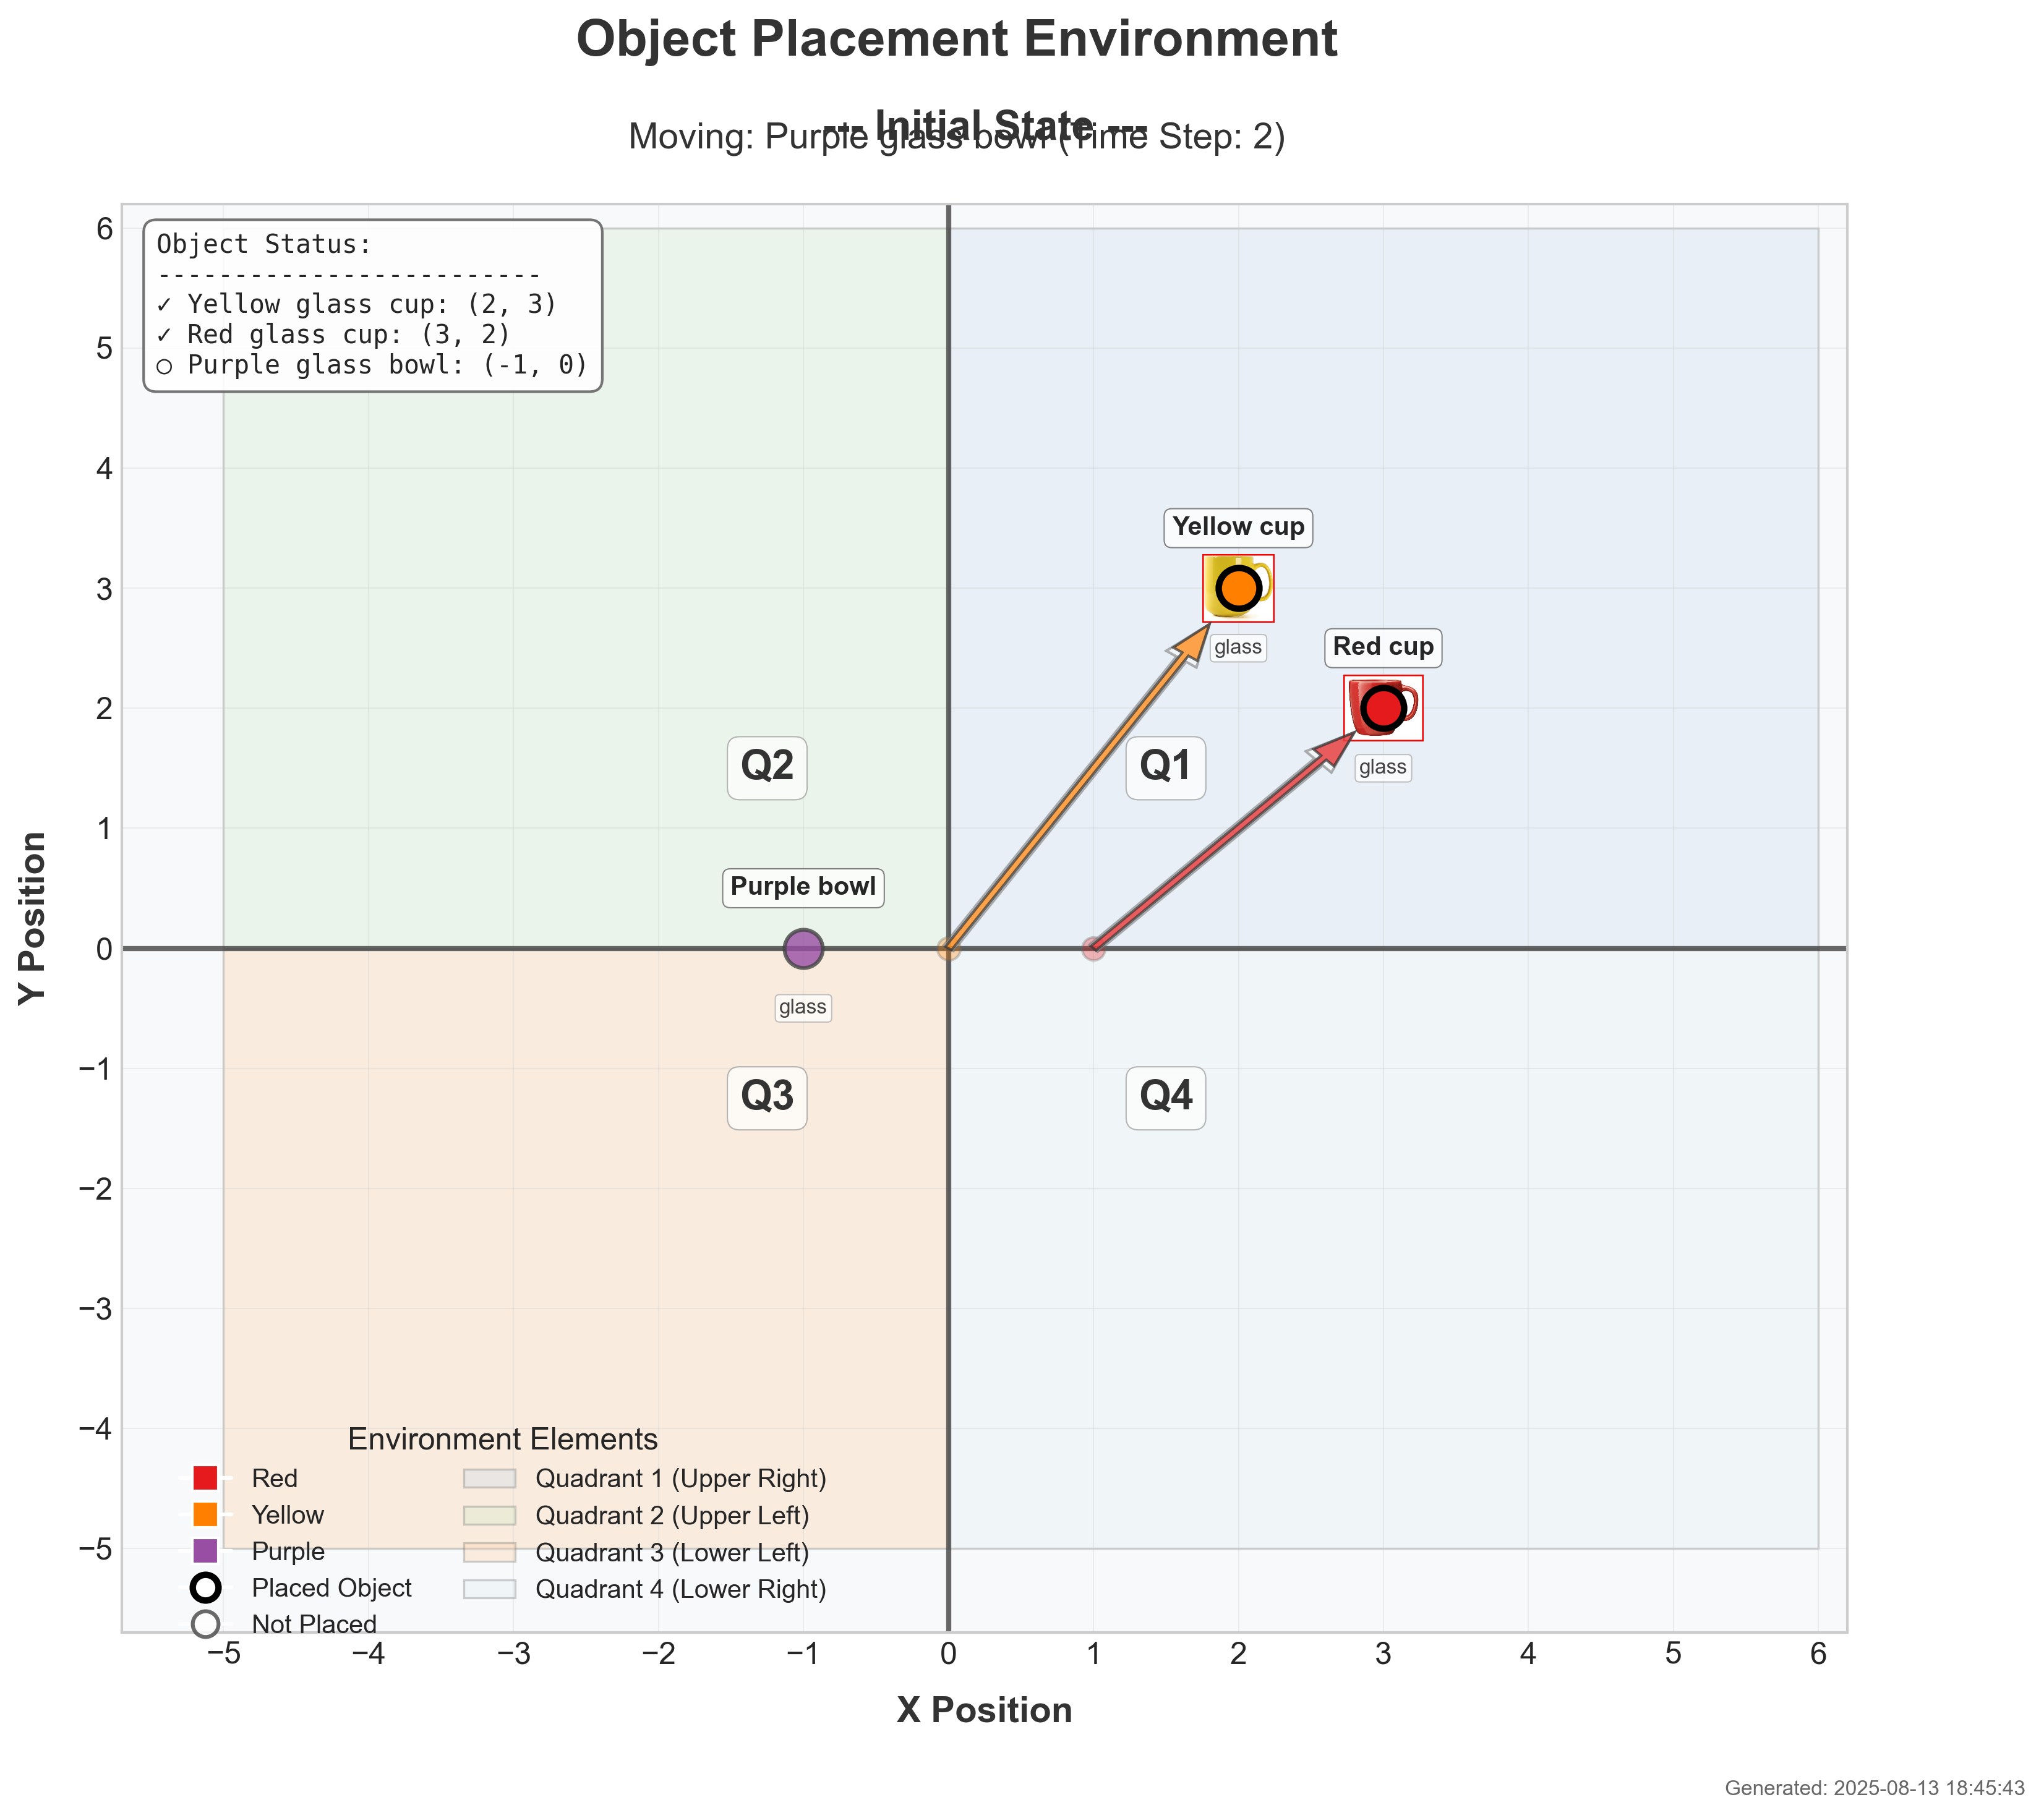 Object Placement Environment
--- Initial State ---
Moving: Purple glass bowl (Time Step: 2)
Object Status:
-------------------------
✓ Yellow glass cup: (2, 3)
✓ Red glass cup: (3, 2)
○ Purple glass bowl: (-1, 0)
6
5
4
3
2
1
0
−1
−2
−3
−4
−5
Y Position
Yellow cup
glass
Red cup
glass
Q2
Q1
Purple bowl
glass
Q3
Q4
Environment Elements
Red
Yellow
Purple
Placed Object
Not Placed
Quadrant 1 (Upper Right)
Quadrant 2 (Upper Left)
Quadrant 3 (Lower Left)
Quadrant 4 (Lower Right)
−5 −4 −3 −2 −1 0 1 2 3 4 5 6
X Position
Generated: 2025-08-13 18:45:43